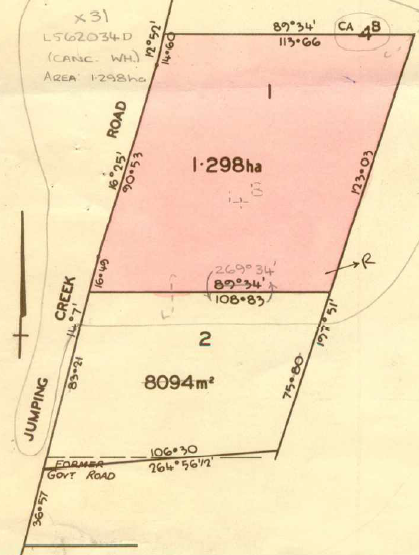 x31
L562034D
(CANC. WH)
AREA: 1.298ha
89°34'
113·66
CA 4B
12°52'
14·60
1
ROAD
16°25'
90·53
1·298ha
123·03
269°34'
89°34'
108·83
R
16·49
CREEK
14°7'
83·21
2
8094m²
75·80
197°51'
JUMPING
106·30
264°56½'
FORMER
GOVT ROAD
36·57